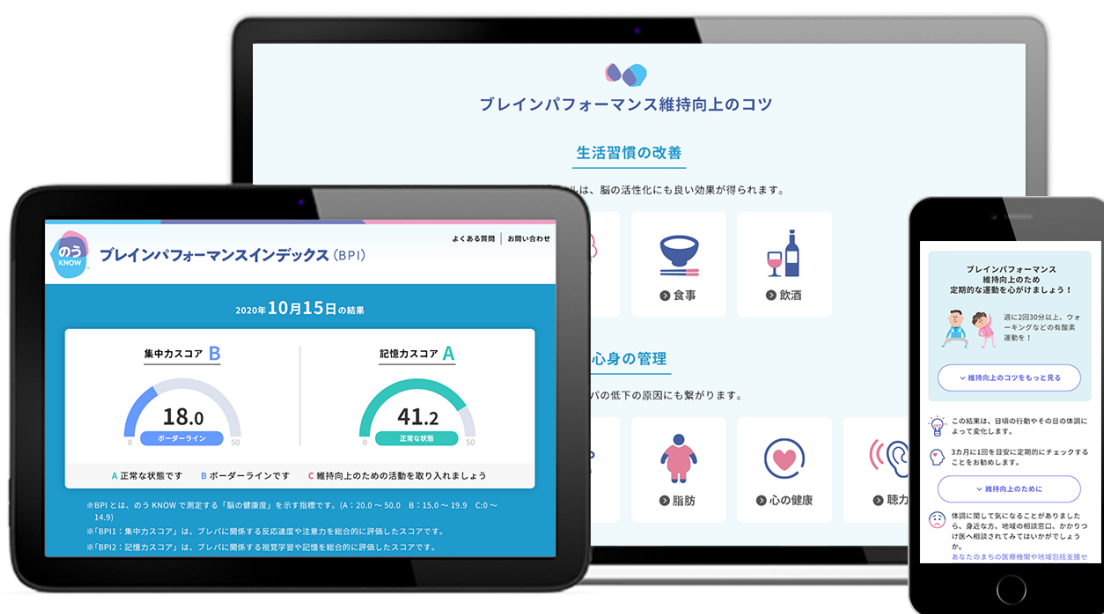 ブレインパフォーマンス維持向上のコツ
生活習慣の改善
は、脳の活性化にも良い効果が得られます。
食事
飲酒
心身の管理
の低下の原因にも繋がります。
脂肪
心の健康
聴力
のう
KNOW
ブレインパフォーマンスインデックス(BPI)
よくある質問
お問い合わせ
2020年10月15日の結果
集中力スコア B
18.0
ボーダーライン
0
50
記憶力スコア A
41.2
正常な状態
0
50
A 正常な状態です B ボーダーラインです C 維持向上のための活動を取り入れましょう
※BPIとは、のうKNOWで測定する「脳の健康度」を示す指標です。(A:20.0～50.0 B:15.0～19.9 C:0～
14.9)
※「BPI1:集中力スコア」は、ブレパに関係する反応速度や注意力を総合的に評価したスコアです。
※「BPI2:記憶力スコア」は、ブレパに関係する視覚学習や記憶を総合的に評価したスコアです。
ブレインパフォーマンス
維持向上のため
定期的な運動を心がけましょう!
週に2回30分以上、ウォ
ーキングなどの有酸素
運動を!
維持向上のコツをもっと見る
この結果は、日頃の行動やその日の体調に
よって変化します。
3カ月に1回を目安に定期的にチェックする
ことをお勧めします。
維持向上のために
体調に関して気になることがありました
ら、身近な方、地域の相談窓口、かかりつ
け医へ相談されてみてはいかがでしょう
か。
あなたのまちの医療機関や地域包括支援セ